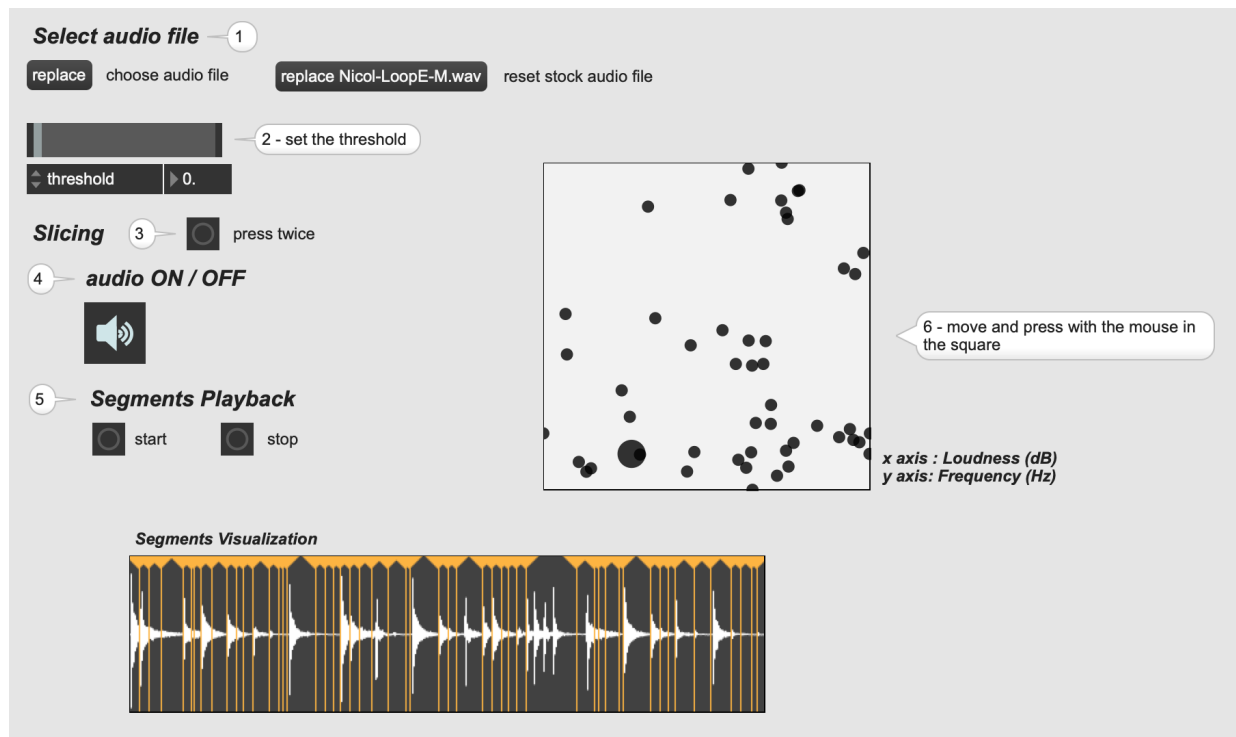 Select audio file
1
replace
choose audio file
replace Nicol-LoopE-M.wav
reset stock audio file
2 - set the threshold
threshold
0.
Slicing
3
press twice
4
audio ON / OFF
6 - move and press with the mouse in
the square
5
Segments Playback
start
stop
x axis : Loudness (dB)
y axis: Frequency (Hz)
Segments Visualization